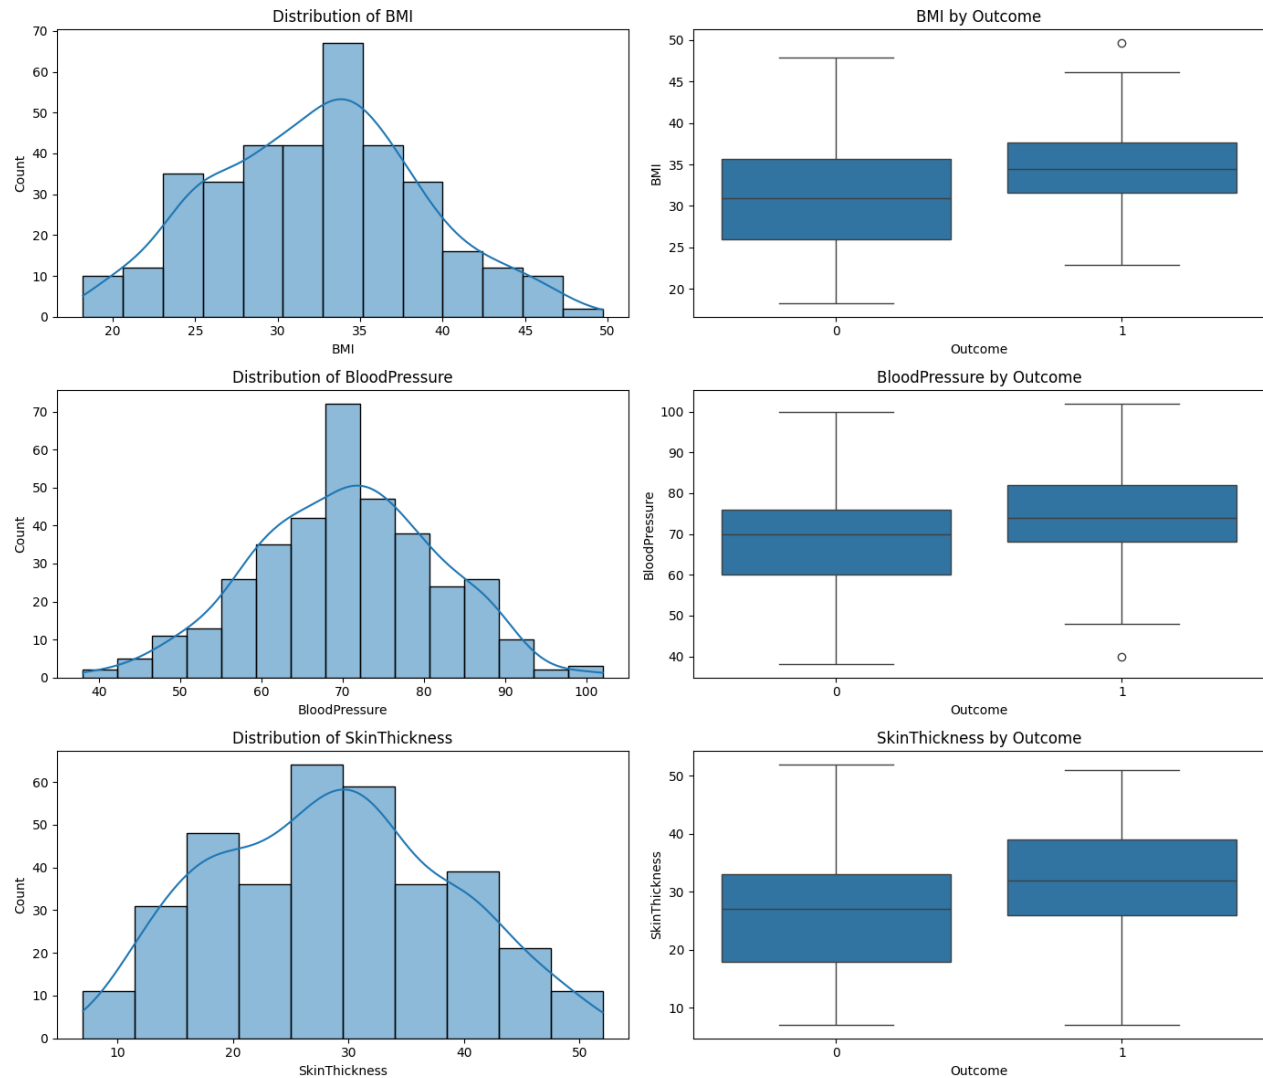 Distribution of BMI
70
60
50
40
30
20
10
0
Count
20 25 30 35 40 45 50
BMI
BMI by Outcome
50
45
40
35
30
25
20
BMI
0 1
Outcome
Distribution of BloodPressure
70
60
50
40
30
20
10
0
Count
40 50 60 70 80 90 100
BloodPressure
BloodPressure by Outcome
100
90
80
70
60
50
40
BloodPressure
0 1
Outcome
Distribution of SkinThickness
60
50
40
30
20
10
0
Count
10 20 30 40 50
SkinThickness
SkinThickness by Outcome
50
40
30
20
10
SkinThickness
0 1
Outcome